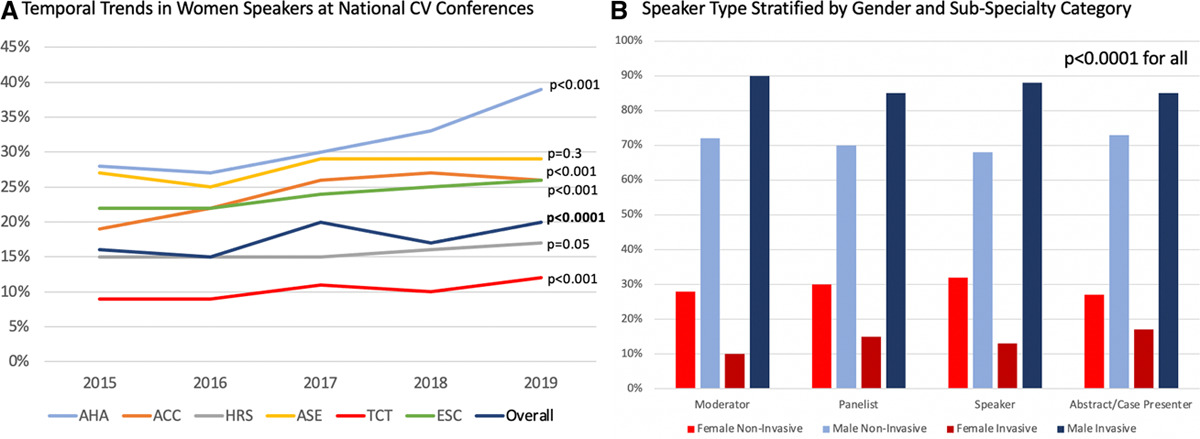 A Temporal Trends in Women Speakers at National CV Conferences
45%
40%
35%
30%
25%
20%
15%
10%
5%
0%
p<0.001
p=0.3
p<0.001
p<0.001
p<0.0001
p=0.05
p<0.001
2015 2016 2017 2018 2019
AHA ACC HRS ASE TCT ESC Overall
B Speaker Type Stratified by Gender and Sub-Specialty Category
p<0.0001 for all
100%
90%
80%
70%
60%
50%
40%
30%
20%
10%
0%
Moderator Panelist Speaker Abstract/Case Presenter
Female Non-Invasive Male Non-Invasive Female Invasive Male Invasive